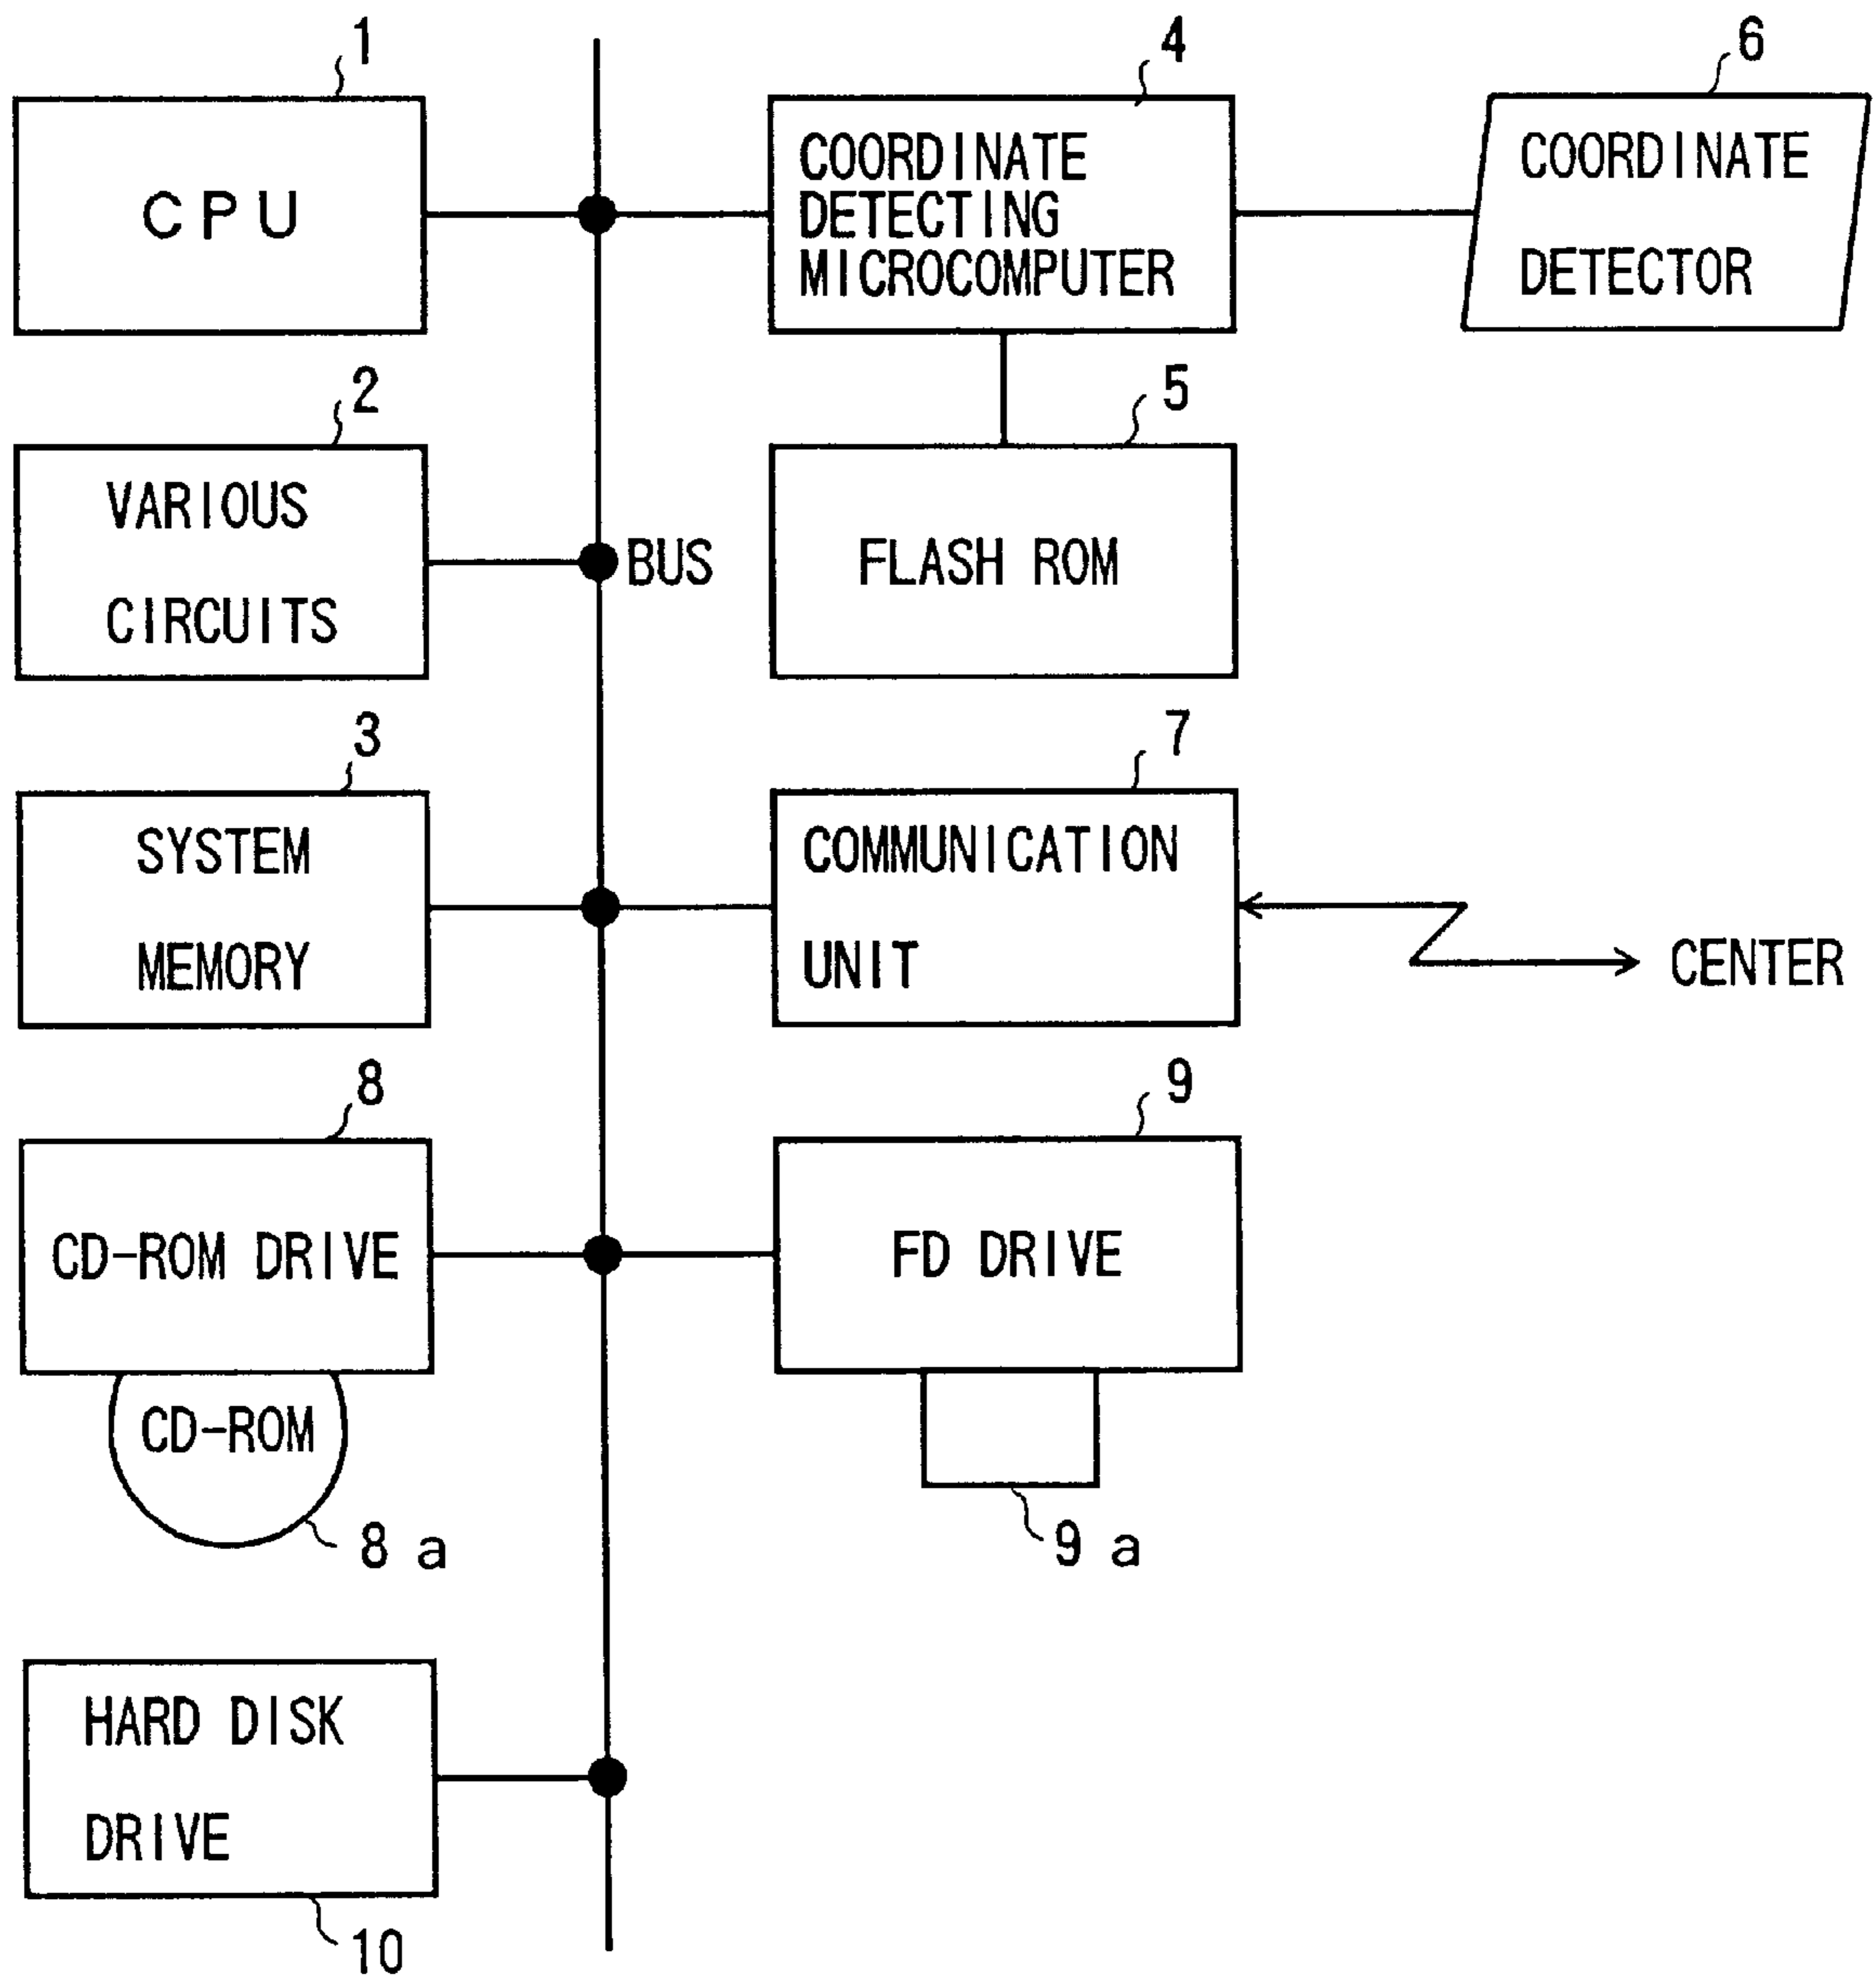 1
CPU
4
COORDINATE
DETECTING
MICROCOMPUTER
6
COORDINATE
DETECTOR
2
VARIOUS
CIRCUITS
BUS
5
FLASH ROM
3
SYSTEM
MEMORY
7
COMMUNICATION
UNIT
CENTER
8
CD-ROM DRIVE
CD-ROM
8a
9
FD DRIVE
9a
HARD DISK
DRIVE
10